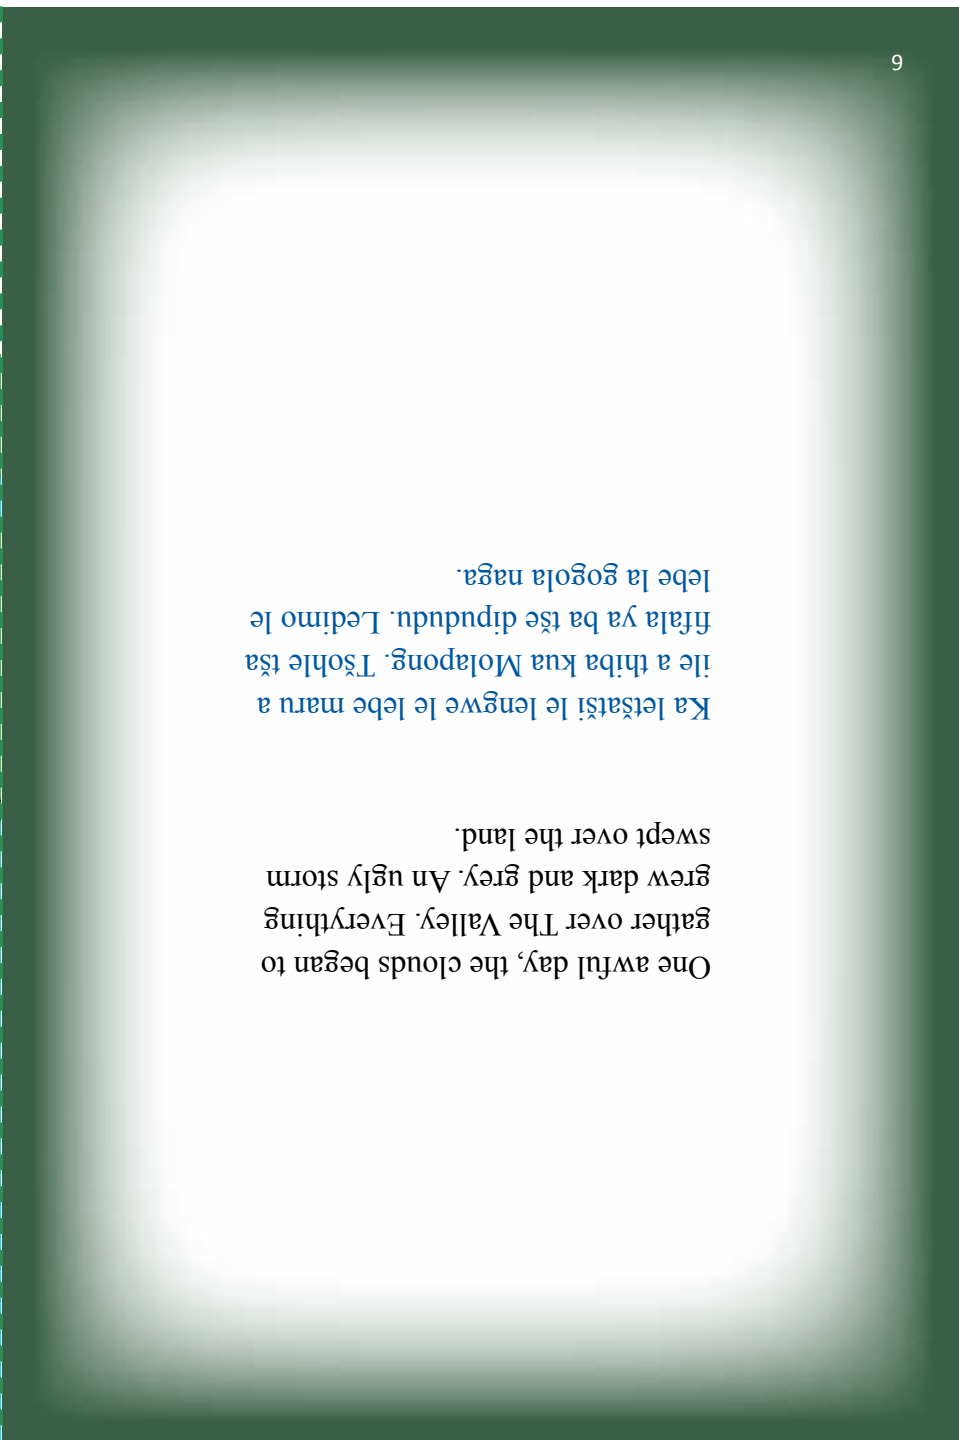 One awful day, the clouds began to
gather over The Valley. Everything
grew dark and grey. An ugly storm
swept over the land.
Ka letšatši le lengwe le lebe maru a
ile a thiba kua Molapong. Tšohle tša
fifala ya ba tše dipududu. Ledimo le
lebe la gogola naga.
6